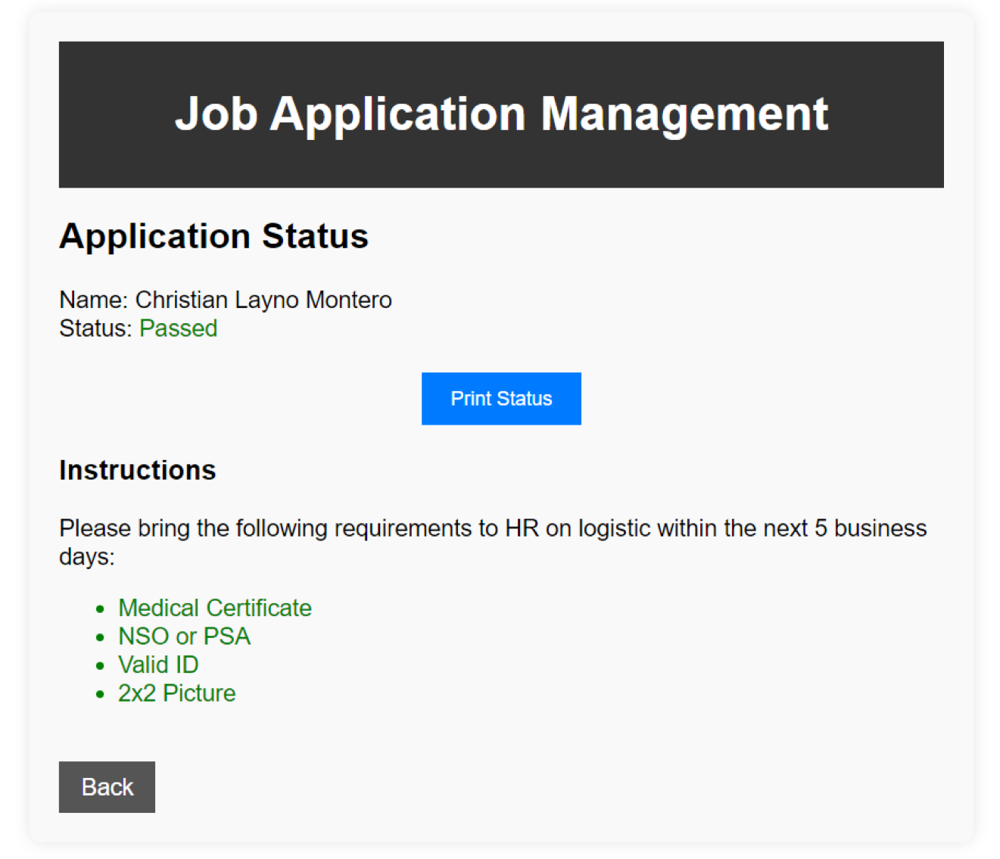 Job Application Management
Application Status
Name: Christian Layno Montero
Status: Passed
Print Status
Instructions
Please bring the following requirements to HR on logistic within the next 5 business
days:
• Medical Certificate
• NSO or PSA
• Valid ID
• 2x2 Picture
Back